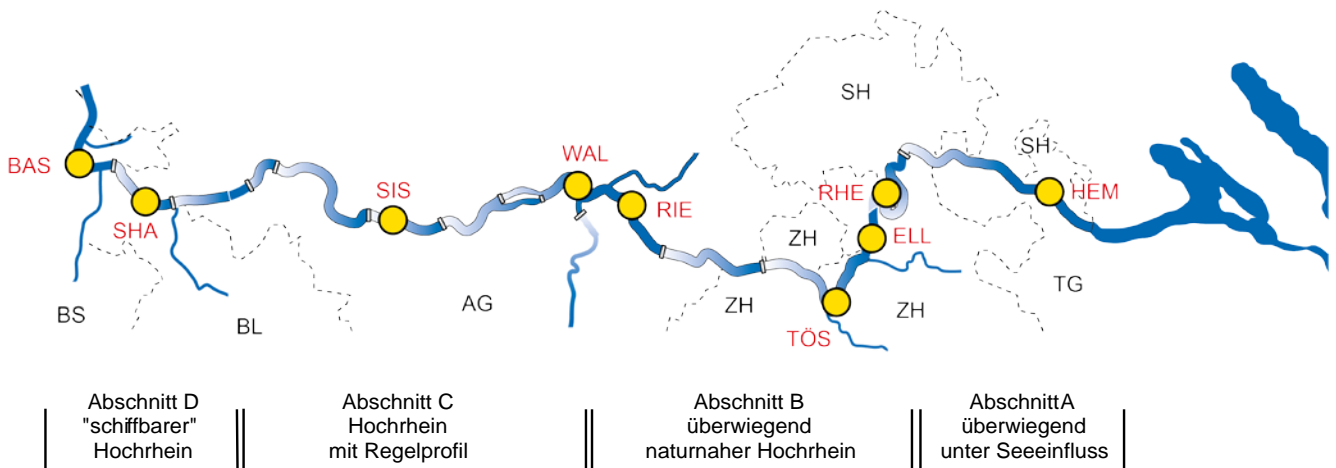 SH
BAS
WAL
SH
SIS
RHE
HEM
SHA
RIE
ZH
ELL
TG
BS
BL
AG
ZH
ZH
TÖS
Abschnitt D
"schiffbarer"
Hochrhein
Abschnitt C
Hochrhein
mit Regelprofil
Abschnitt B
überwiegend
naturnaher Hochrhein
AbschnittA
überwiegend
unter Seeeinfluss